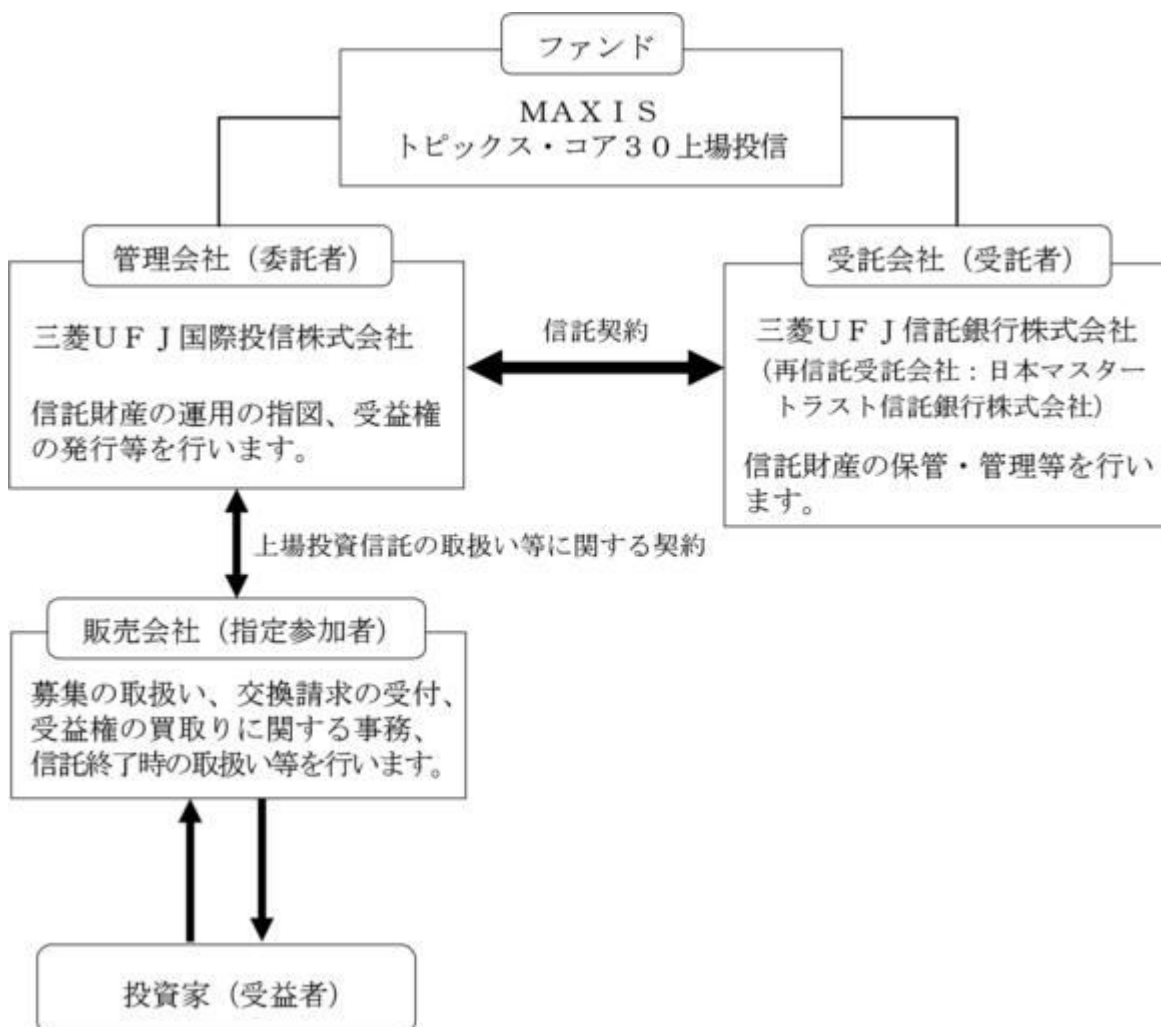 ファンド
ＭＡＸＩＳ
トピックス・コア３０上場投信
管理会社（委託者）
三菱ＵＦＪ国際投信株式会社
信託財産の運用の指図、受益権
の発行等を行います。
信託契約
受託会社（受託者）
三菱ＵＦＪ信託銀行株式会社
（再信託受託会社：日本マスター
トラスト信託銀行株式会社）
信託財産の保管・管理等を行い
ます。
上場投資信託の取扱い等に関する契約
販売会社（指定参加者）
募集の取扱い、交換請求の受付、
受益権の買取りに関する事務、
信託終了時の取扱い等を行います。
投資家（受益者）